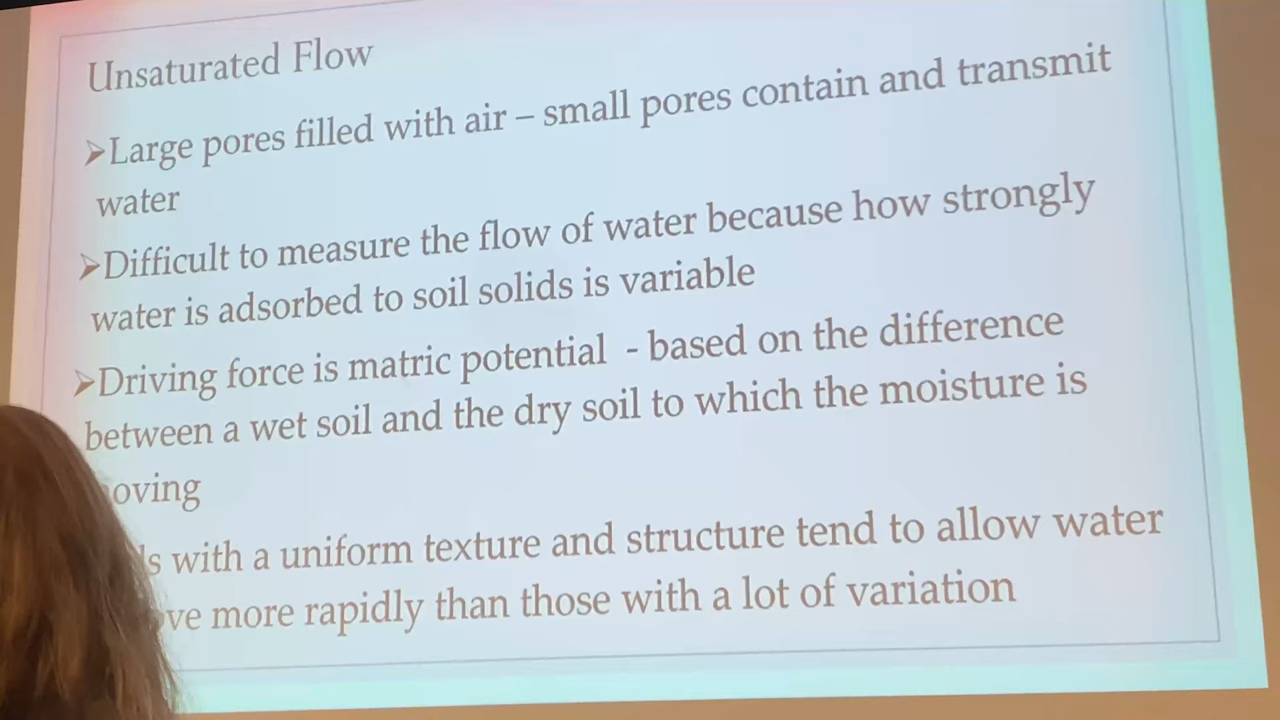 Unsaturated Flow
➢Large pores filled with air – small pores contain and transmit
water
➢Difficult to measure the flow of water because how strongly
water is adsorbed to soil solids is variable
➢Driving force is matric potential - based on the difference
between a wet soil and the dry soil to which the moisture is
oving
ls with a uniform texture and structure tend to allow water
ve more rapidly than those with a lot of variation